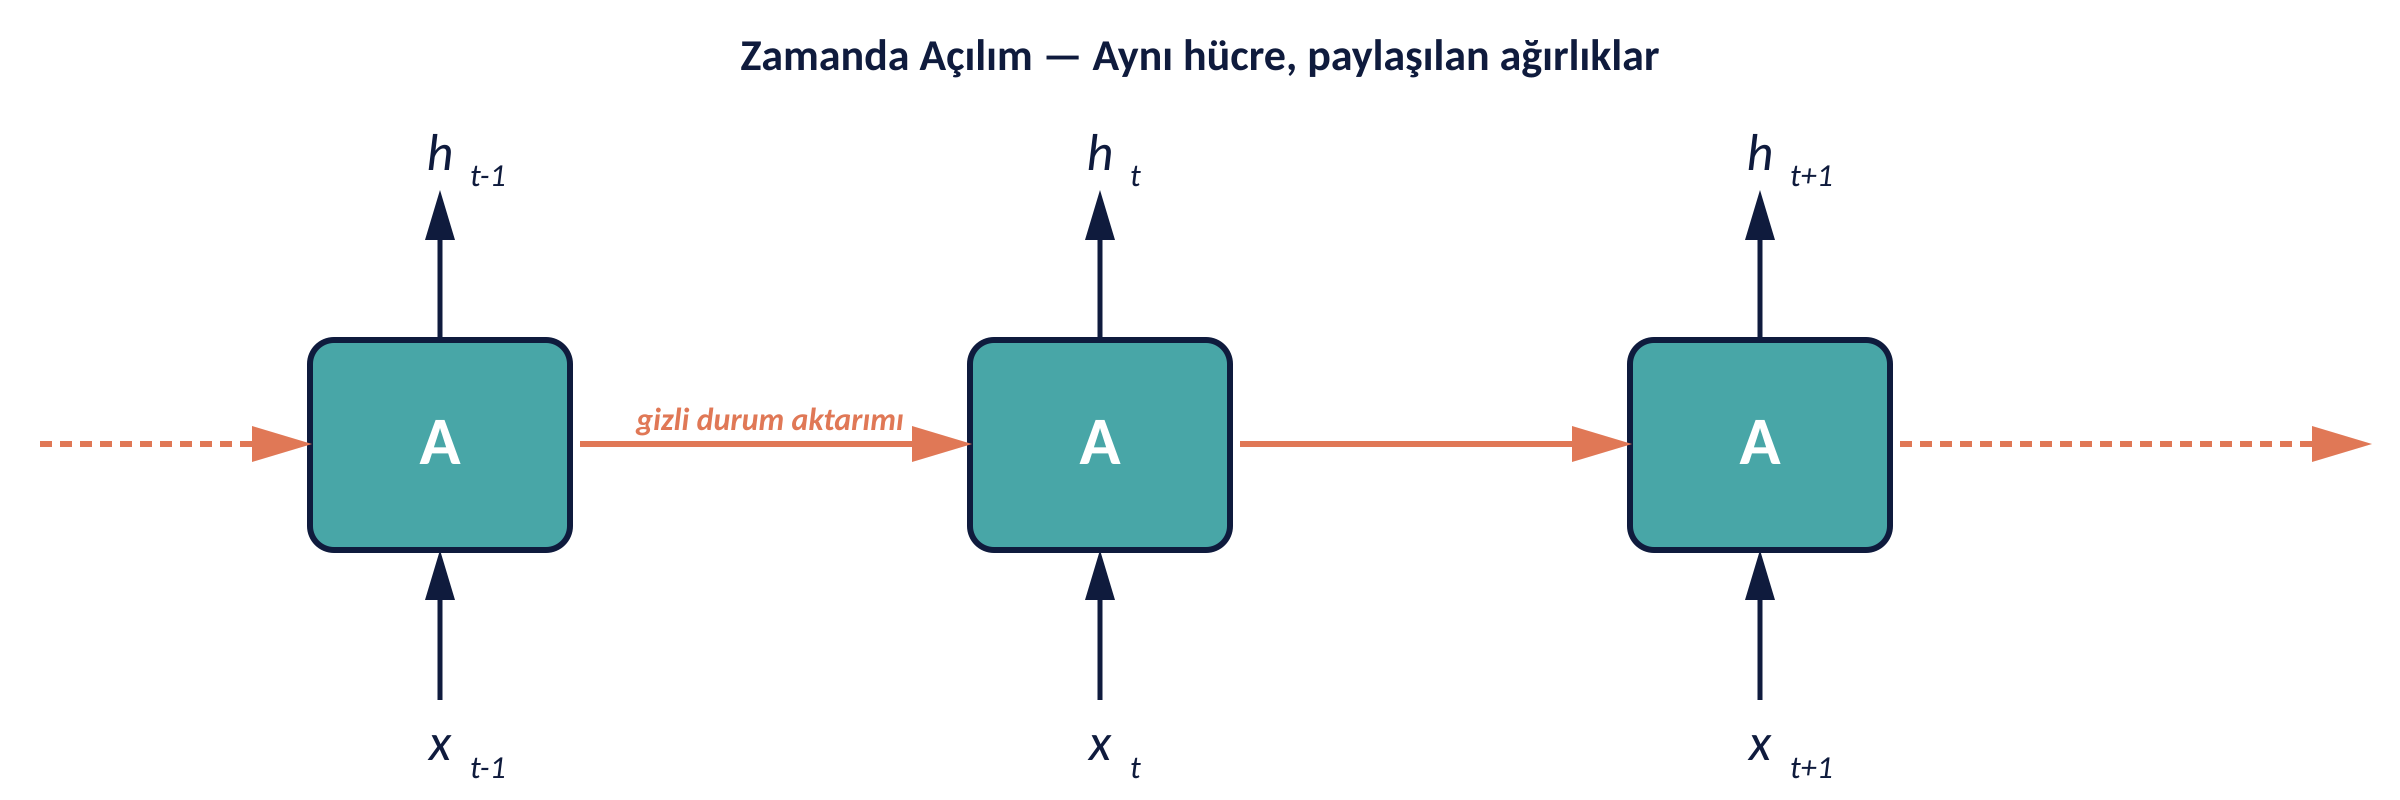 Zamanda Açılım — Aynı hücre, paylaşılan ağırlıklar
h t-1
h t
h t+1
gizli durum aktarımı
A
A
A
x t-1
x t
x t+1